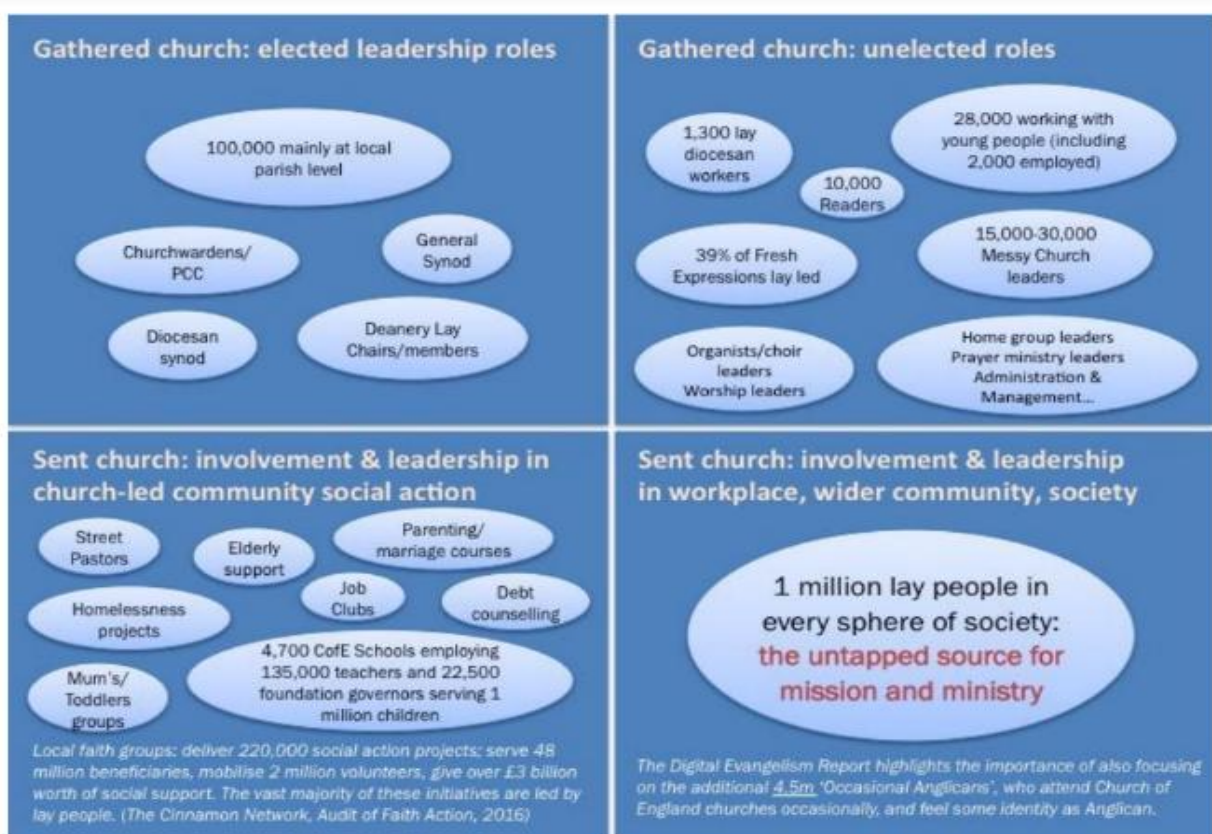 Gathered church: elected leadership roles
100,000 mainly at local
parish level
Churchwardens/
PCC
General
Synod
Diocesan
synod
Deanery Lay
Chairs/members
Gathered church: unelected roles
1,300 lay
diocesan
workers
10,000
Readers
28,000 working with
young people (including
2,000 employed)
39% of Fresh
Expressions lay led
15,000-30,000
Messy Church
leaders
Organists/choir
leaders
Worship leaders
Home group leaders
Prayer ministry leaders
Administration &
Management...
Sent church: involvement & leadership in
church-led community social action
Street
Pastors
Elderly
support
Parenting/
marriage courses
Job
Clubs
Debt
counselling
Homelessness
projects
4,700 CofE Schools employing
135,000 teachers and 22,500
foundation governors serving 1
million children
Mum's/
Toddlers
groups
Local faith groups: deliver 220,000 social action projects; serve 48
million beneficiaries, mobilise 2 million volunteers, give over £3 billion
worth of social support. The vast majority of these initiatives are led by
lay people. (The Cinnamon Network, Audit of Faith Action, 2016)
Sent church: involvement & leadership
in workplace, wider community, society
1 million lay people in
every sphere of society:
the untapped source for
mission and ministry
The Digital Evangelism Report highlights the importance of also focusing
on the additional 4.5m 'Occasional Anglicans', who attend Church of
England churches occasionally, and feel some identity as Anglican.